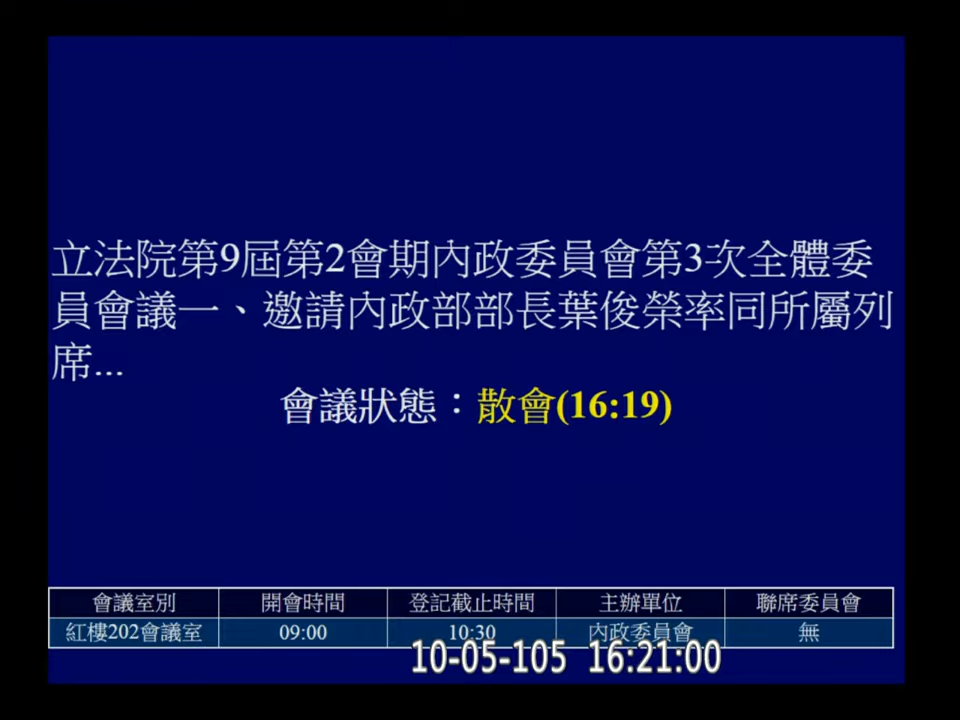 立法院第9屆第2會期內政委員會第3次全體委
員會議一、邀請內政部部長葉俊榮率同所屬列
席...
會議狀態：散會(16:19)
會議室別 開會時間 登記截止時間 主辦單位 聯席委員會
紅樓202會議室 09:00 10:30 內政委員會 無
10-05-105 16:21:00